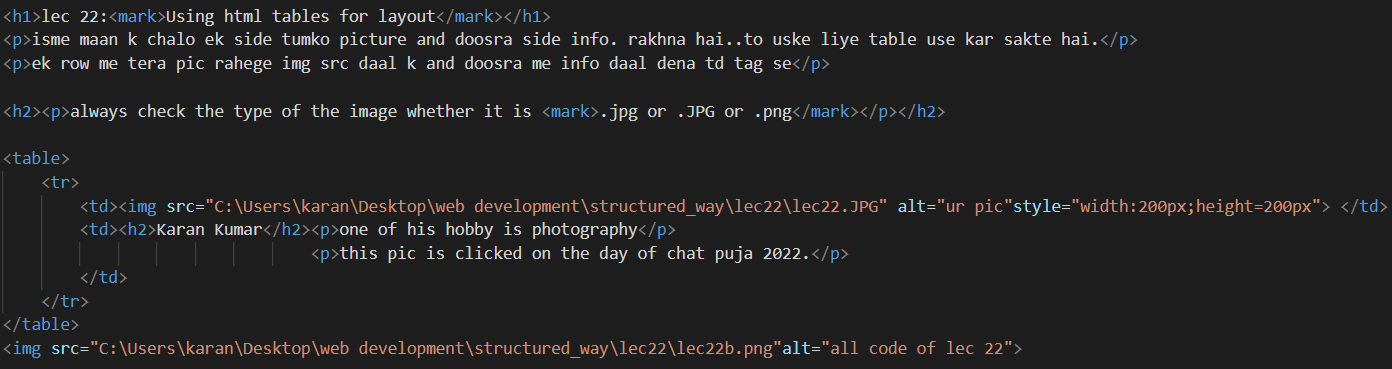 <h1>lec 22:<mark>Using html tables for layout</mark></h1>
<p>isme maan k chalo ek side tumko picture and doosra side info. rakhna hai..to uske liye table use kar sakte hai.</p>
<p>ek row me tera pic rahege img src daal k and doosra me info daal dena td tag se</p>
<h2><p>always check the type of the image whether it is <mark>.jpg or .JPG or .png</mark></p></h2>
<table>
<tr>
<td><img src="C:\Users\karan\Desktop\web development\structured_way\lec22\lec22.JPG" alt="ur pic"style="width:200px;height=200px"> </td>
<td><h2>Karan Kumar</h2><p>one of his hobby is photography</p>
<p>this pic is clicked on the day of chat puja 2022.</p>
</td>
</tr>
</table>
<img src="C:\Users\karan\Desktop\web development\structured_way\lec22\lec22b.png"alt="all code of lec 22">